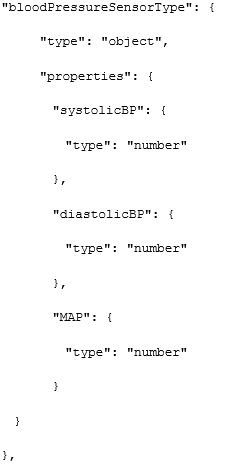 "bloodPressureSensorType": {
"type": "object",
"properties": {
"systolicBP": {
"type": "number"
},
"diastolicBP": {
"type": "number"
},
"MAP": {
"type": "number"
}
}
},